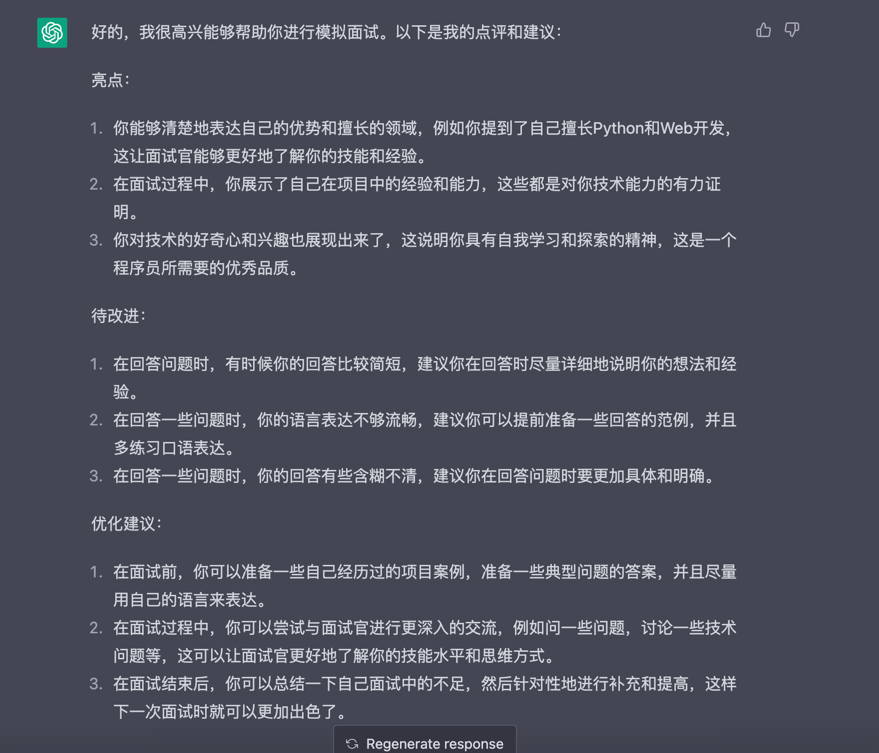 好的，我很高兴能够帮助你进行模拟面试。以下是我的点评和建议：
亮点：
1. 你能够清楚地表达自己的优势和擅长的领域，例如你提到了自己擅长Python和Web开发，
这让面试官能够更好地了解你的技能和经验。
2. 在面试过程中，你展示了自己在项目中的经验和能力，这些都是对你技术能力的有力证
明。
3. 你对技术的好奇心和兴趣也展现出来了，这说明你具有自我学习和探索的精神，这是一个
程序员所需要的优秀品质。
待改进：
1. 在回答问题时，有时候你的回答比较简短，建议你在回答时尽量详细地说明你的想法和经
验。
2. 在回答一些问题时，你的语言表达不够流畅，建议你可以提前准备一些回答的范例，并且
多练习口语表达。
3. 在回答一些问题时，你的回答有些含糊不清，建议你在回答问题时要更加具体和明确。
优化建议：
1. 在面试前，你可以准备一些自己经历过的项目案例，准备一些典型问题的答案，并且尽量
用自己的语言来表达。
2. 在面试过程中，你可以尝试与面试官进行更深入的交流，例如问一些问题，讨论一些技术
问题等，这可以让面试官更好地了解你的技能水平和思维方式。
3. 在面试结束后，你可以总结一下自己面试中的不足，然后针对性地进行补充和提高，这样
下一次面试时就可以更加出色了。
Regenerate response